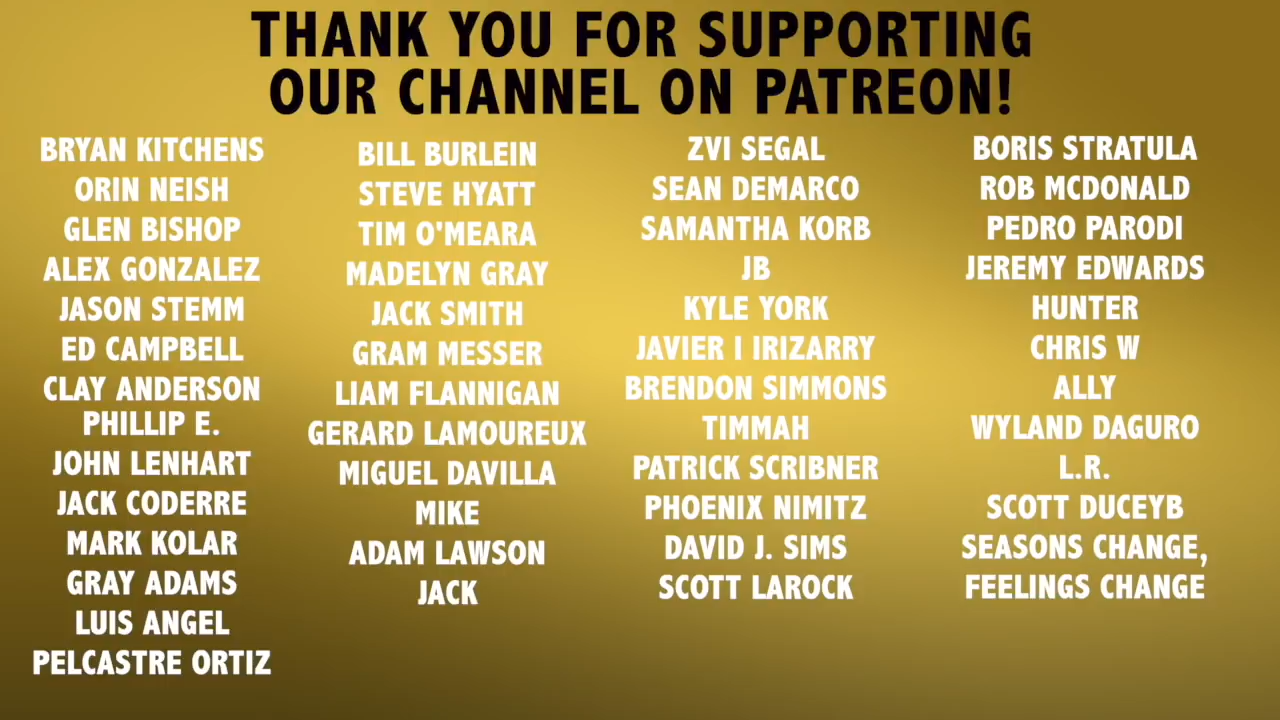 THANK YOU FOR SUPPORTING
OUR CHANNEL ON PATREON!
BRYAN KITCHENS
ORIN NEISH
GLEN BISHOP
ALEX GONZALEZ
JASON STEMM
ED CAMPBELL
CLAY ANDERSON
PHILLIP E.
JOHN LENHART
JACK CODERRE
MARK KOLAR
GRAY ADAMS
LUIS ANGEL
PELCASTRE ORTIZ
BILL BURLEIN
STEVE HYATT
TIM O'MEARA
MADELYN GRAY
JACK SMITH
GRAM MESSER
LIAM FLANNIGAN
GERARD LAMOUREUX
MIGUEL DAVILLA
MIKE
ADAM LAWSON
JACK
ZVI SEGAL
SEAN DEMARCO
SAMANTHA KORB
JB
KYLE YORK
JAVIER I IRIZARRY
BRENDON SIMMONS
TIMMAH
PATRICK SCRIBNER
PHOENIX NIMITZ
DAVID J. SIMS
SCOTT LAROCK
BORIS STRATULA
ROB MCDONALD
PEDRO PARODI
JEREMY EDWARDS
HUNTER
CHRIS W
ALLY
WYLAND DAGURO
L.R.
SCOTT DUCEYB
SEASONS CHANGE,
FEELINGS CHANGE